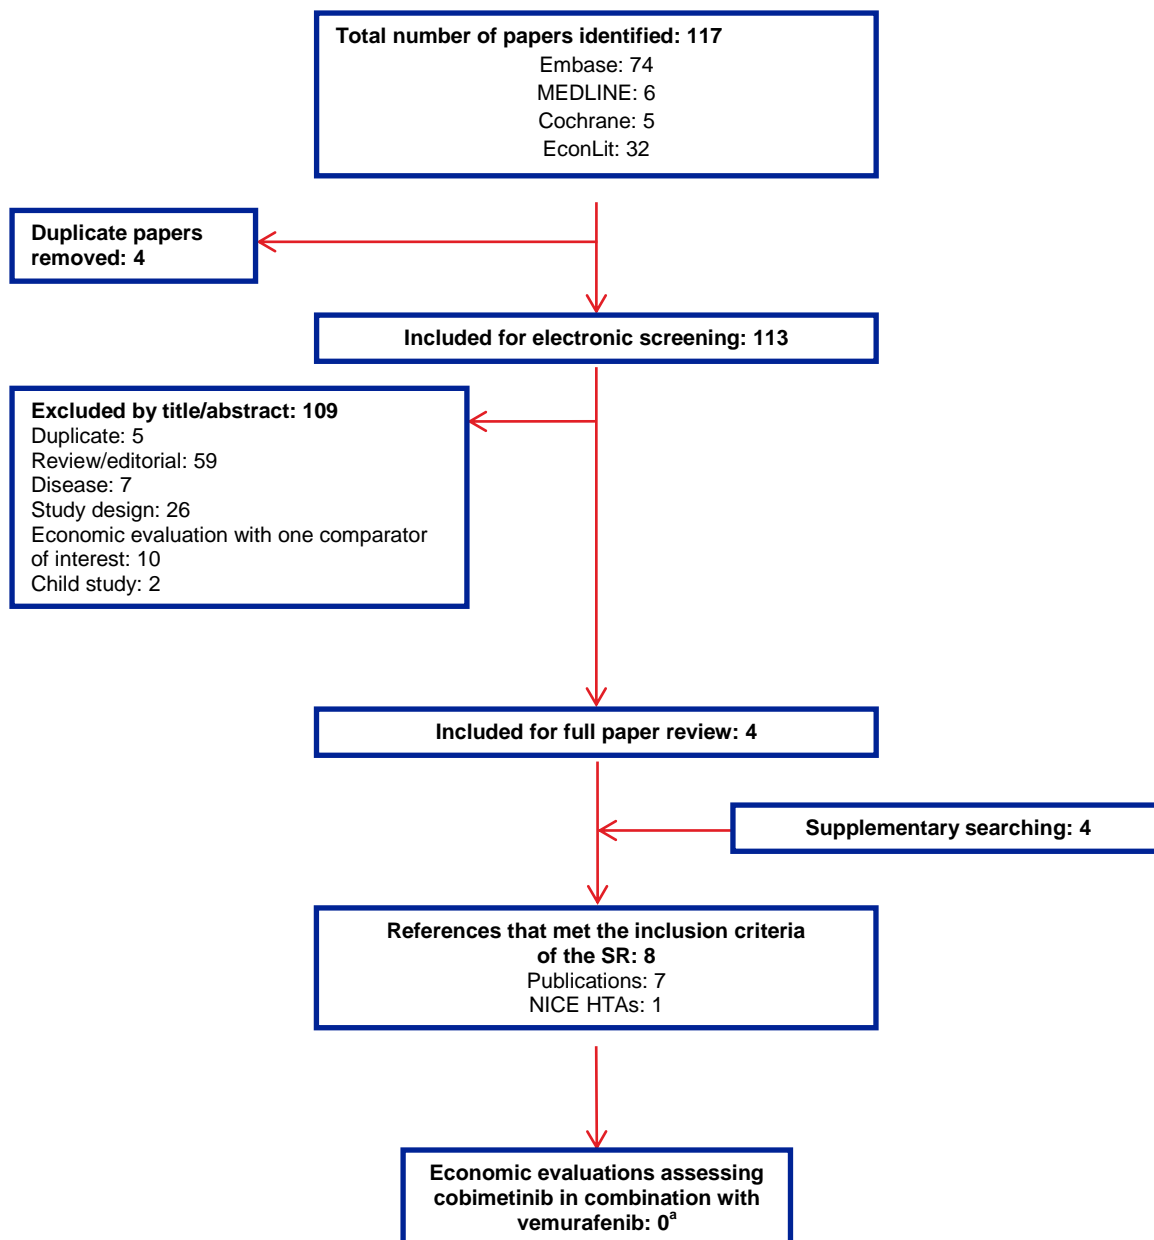 Total number of papers identified: 117
Embase: 74
MEDLINE: 6
Cochrane: 5
EconLit: 32
Duplicate papers
removed: 4
Included for electronic screening: 113
Excluded by title/abstract: 109
Duplicate: 5
Review/editorial: 59
Disease: 7
Study design: 26
Economic evaluation with one comparator
of interest: 10
Child study: 2
Included for full paper review: 4
Supplementary searching: 4
References that met the inclusion criteria
of the SR: 8
Publications: 7
NICE HTAs: 1
Economic evaluations assessing
cobimetinib in combination with
vemurafenib: 0ª